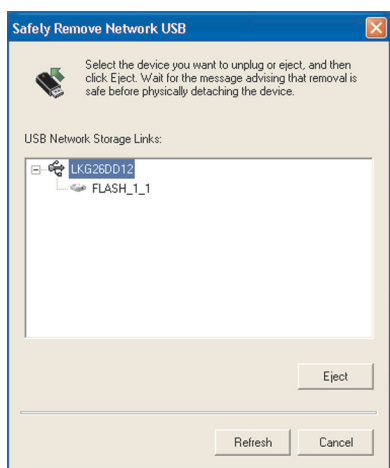 Safely Remove Network USB
Select the device you want to unplug or eject, and then
click Eject. Wait for the message advising that removal is
safe before physically detaching the device.
USB Network Storage Links:
LKG26DD12
FLASH_1_1
Eject
Refresh
Cancel